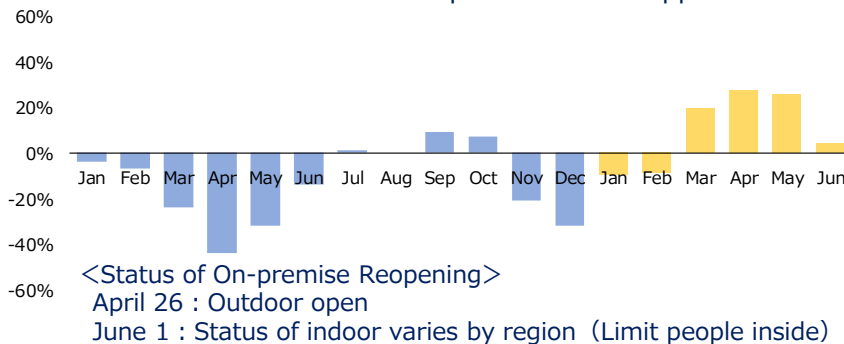 60%
40%
20%
0%
Jan Feb Mar Apr May Jun Jul Aug Sep Oct Nov Dec Jan Feb Mar Apr May Jun
-20%
-40%
-60%
＜Status of On-premise Reopening＞
April 26 : Outdoor open
June 1 : Status of indoor varies by region（Limit people inside）